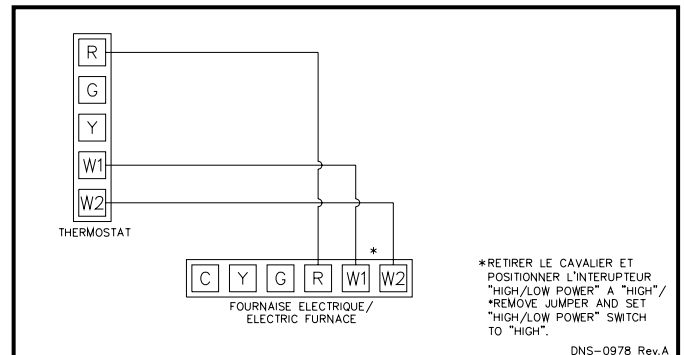 R
G
Y
W1
W2
THERMOSTAT
*
C Y G R W1 W2
FOURNAISE ELECTRIQUE/
ELECTRIC FURNACE
*RETIRER LE CAVALIER ET
POSITIONNER L'INTERUPTEUR
"HIGH/LOW POWER" A "HIGH"/
*REMOVE JUMPER AND SET
"HIGH/LOW POWER" SWITCH
TO "HIGH".
DNS-0978 Rev.A